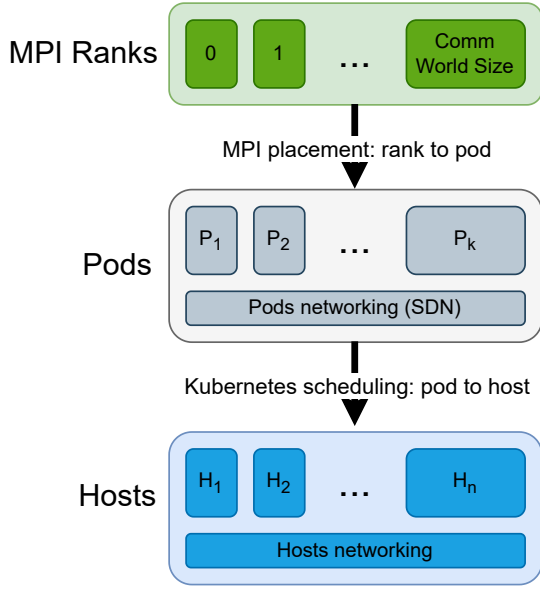 MPI Ranks
0
1
...
Comm
World Size
MPI placement: rank to pod
Pods
P1
P2
...
Pk
Pods networking (SDN)
Kubernetes scheduling: pod to host
Hosts
H1
H2
...
Hn
Hosts networking